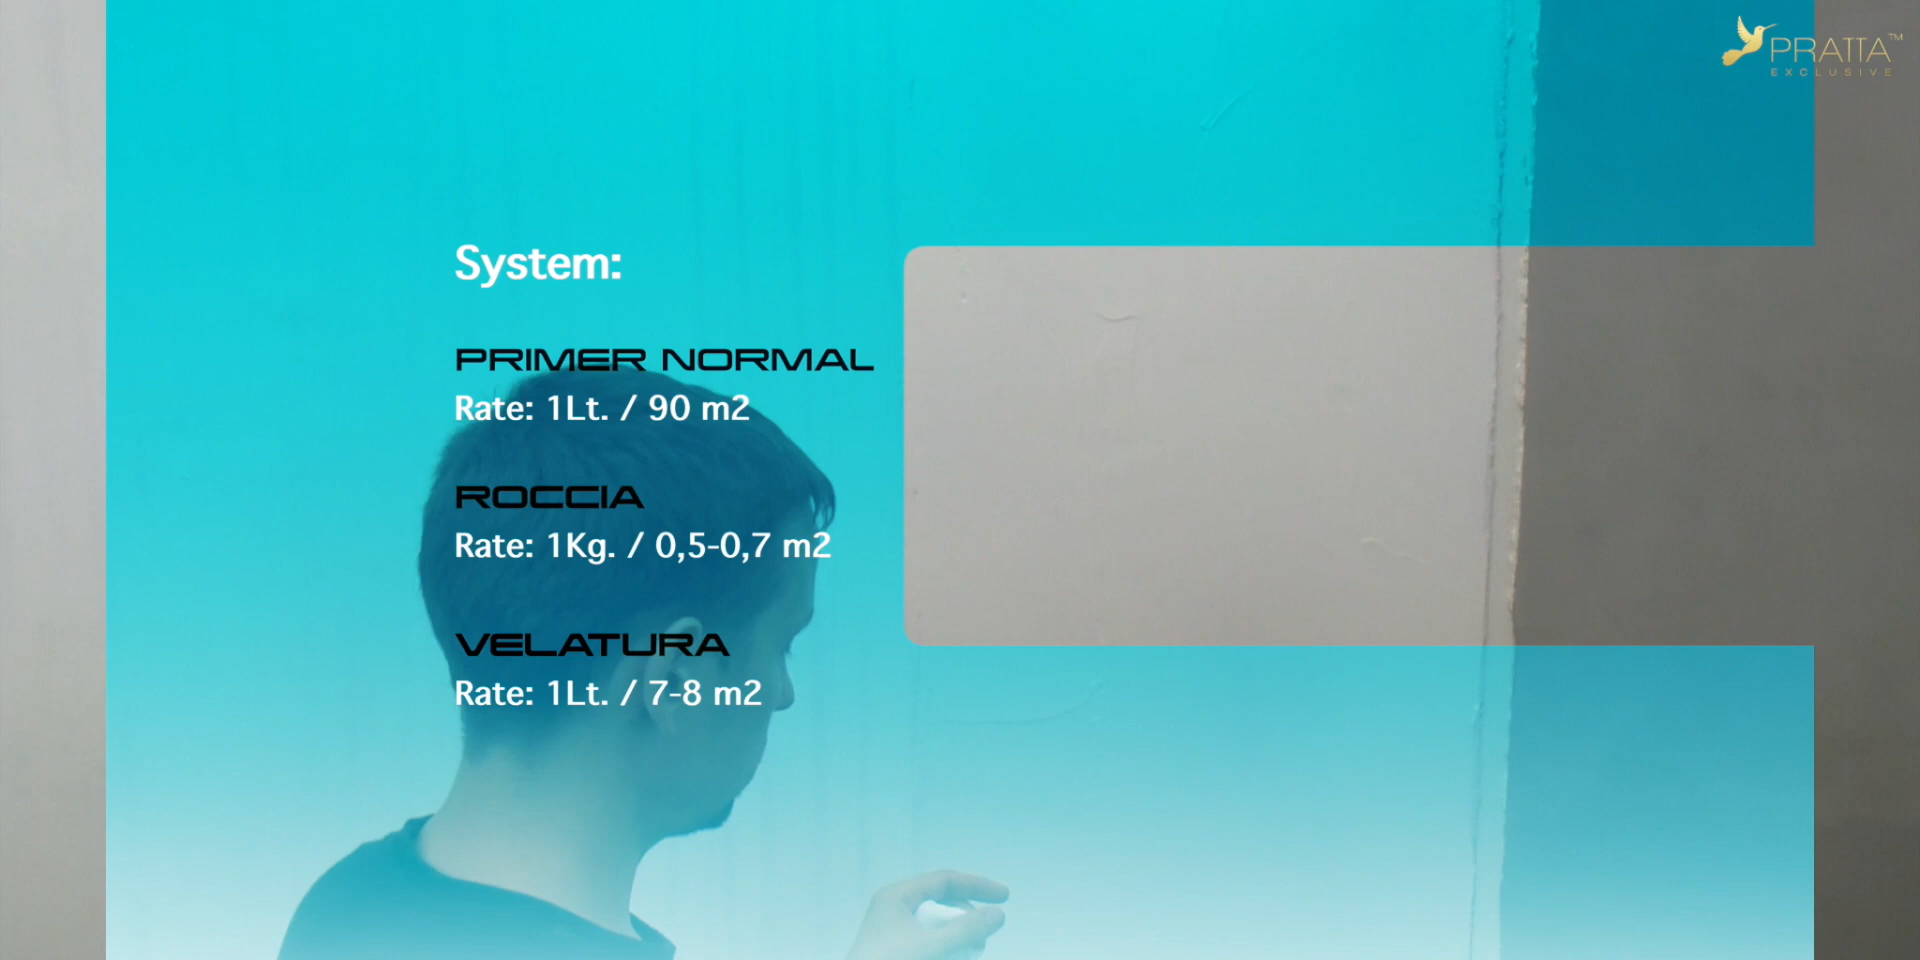 PRATTA™
EXCLUSIVE
System:
PRIMER NORMAL
Rate: 1Lt. / 90 m2
ROCCIA
Rate: 1Kg. / 0,5-0,7 m2
VELATURA
Rate: 1Lt. / 7-8 m2